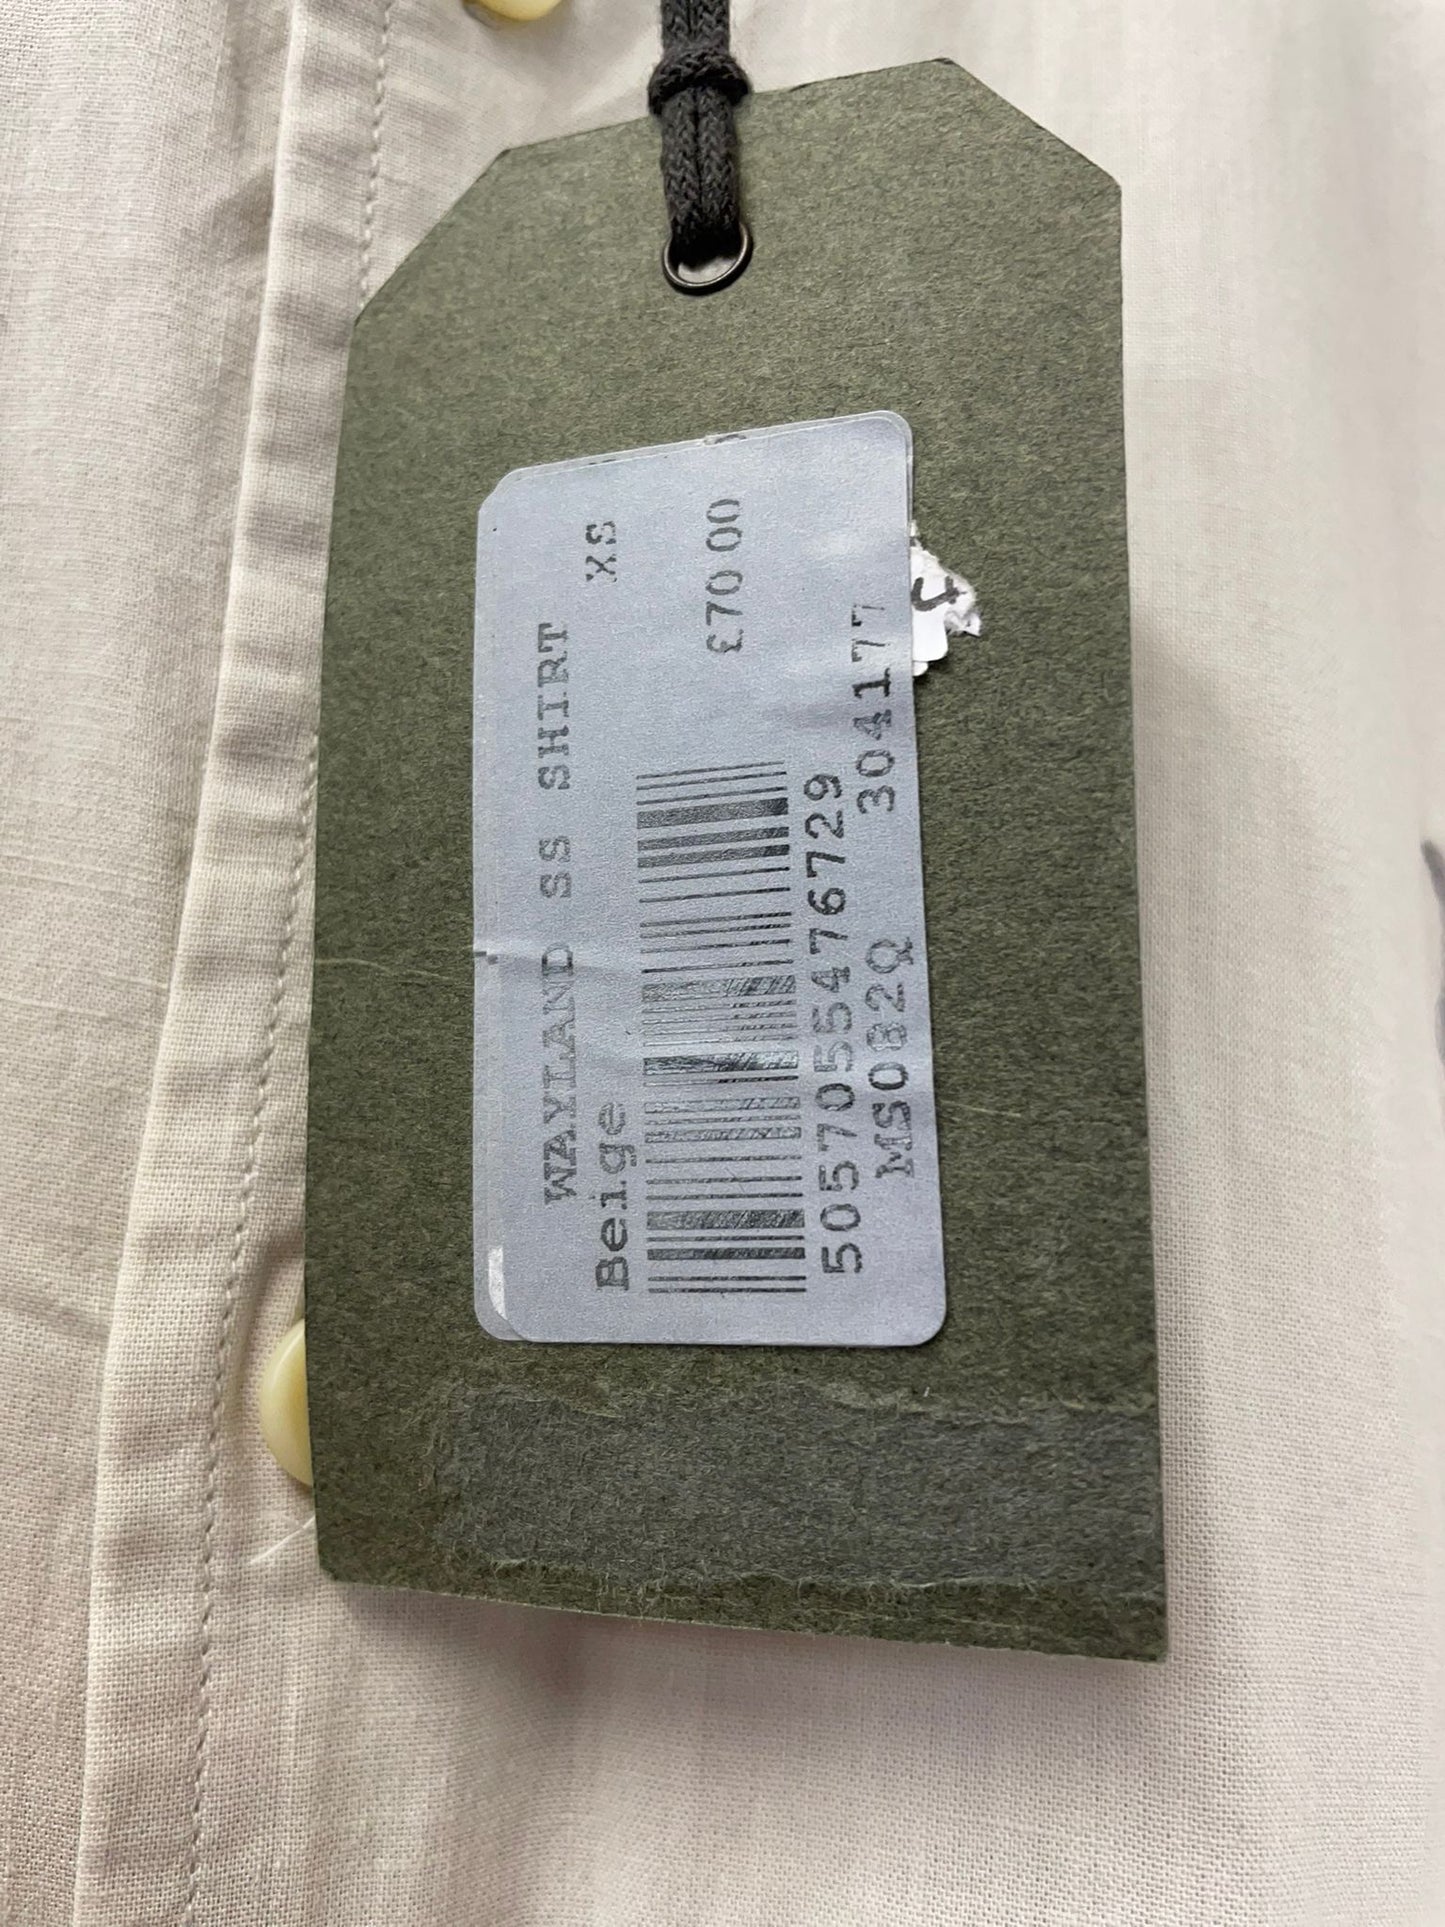 WAYLAND SS SHIRT
Beige XS
£70 00
5057055476729
MS082Q 304177